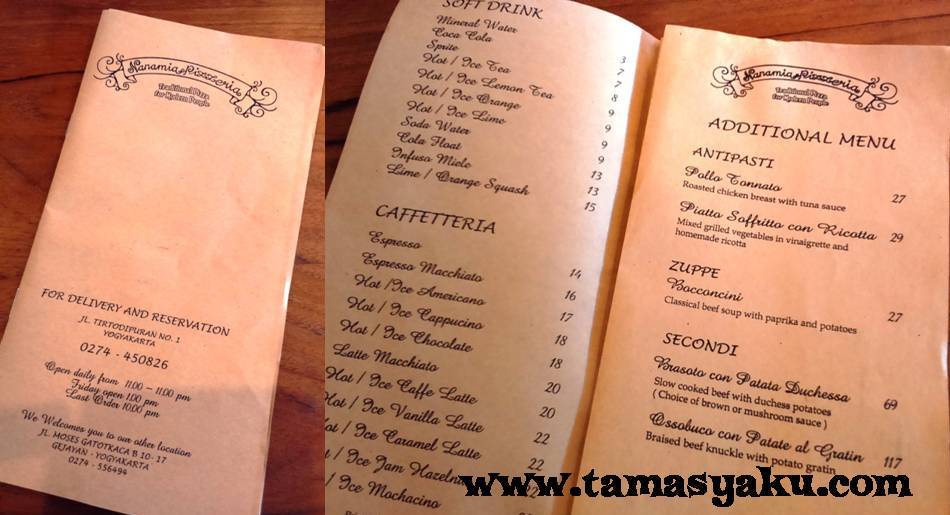 Nanamia Pizzeria
Traditional Pizza
for Modern People
FOR DELIVERY AND RESERVATION
JL. TIRTODIPURAN NO. 1
YOGYAKARTA
0274 - 450826
Open daily from 11.00 – 11.00 pm
Friday open 1.00 pm
Last Order 10.00 pm
We Welcomes you to our other location
JL. MOSES GATOTKACA B 10 - 17
GEJAYAN - YOGYAKARTA
0274 - 556494
SOFT DRINK
Mineral Water 3
Coca Cola 7
Sprite 7
Hot / Ice Tea 8
Hot / Ice Lemon Tea 9
Hot / Ice Orange 9
Hot / Ice Lime 9
Soda Water 9
Cola Float 13
Infuso Miele 13
Lime / Orange Squash 15
CAFFETTERIA
Espresso 14
Espresso Macchiato 16
Hot / Ice Americano 17
Hot / Ice Cappucino 18
Hot / Ice Chocolate 18
Latte Macchiato 20
Hot / Ice Caffe Latte 20
Hot / Ice Vanilla Latte 22
Hot / Ice Caramel Latte 22
Hot / Ice Jam Hazeln
/ Ice Mochacino
Nanamia Pizzeria
Traditional Pizza
for Modern People
ADDITIONAL MENU
ANTIPASTI
Pollo Tonnato 27
Roasted chicken breast with tuna sauce
Piatto Soffritto con Ricotta 29
Mixed grilled vegetables in vinaigrette and
homemade ricotta
ZUPPE
Bocconcini 27
Classical beef soup with paprika and potatoes
SECONDI
Brasoto con Patata Duchessa 69
Slow cooked beef with duchess potatoes
( Choice of brown or mushroom sauce )
Ossobuco con Patate al Gratin 117
Braised beef knuckle with potato gratin
www.tamasyaku.com